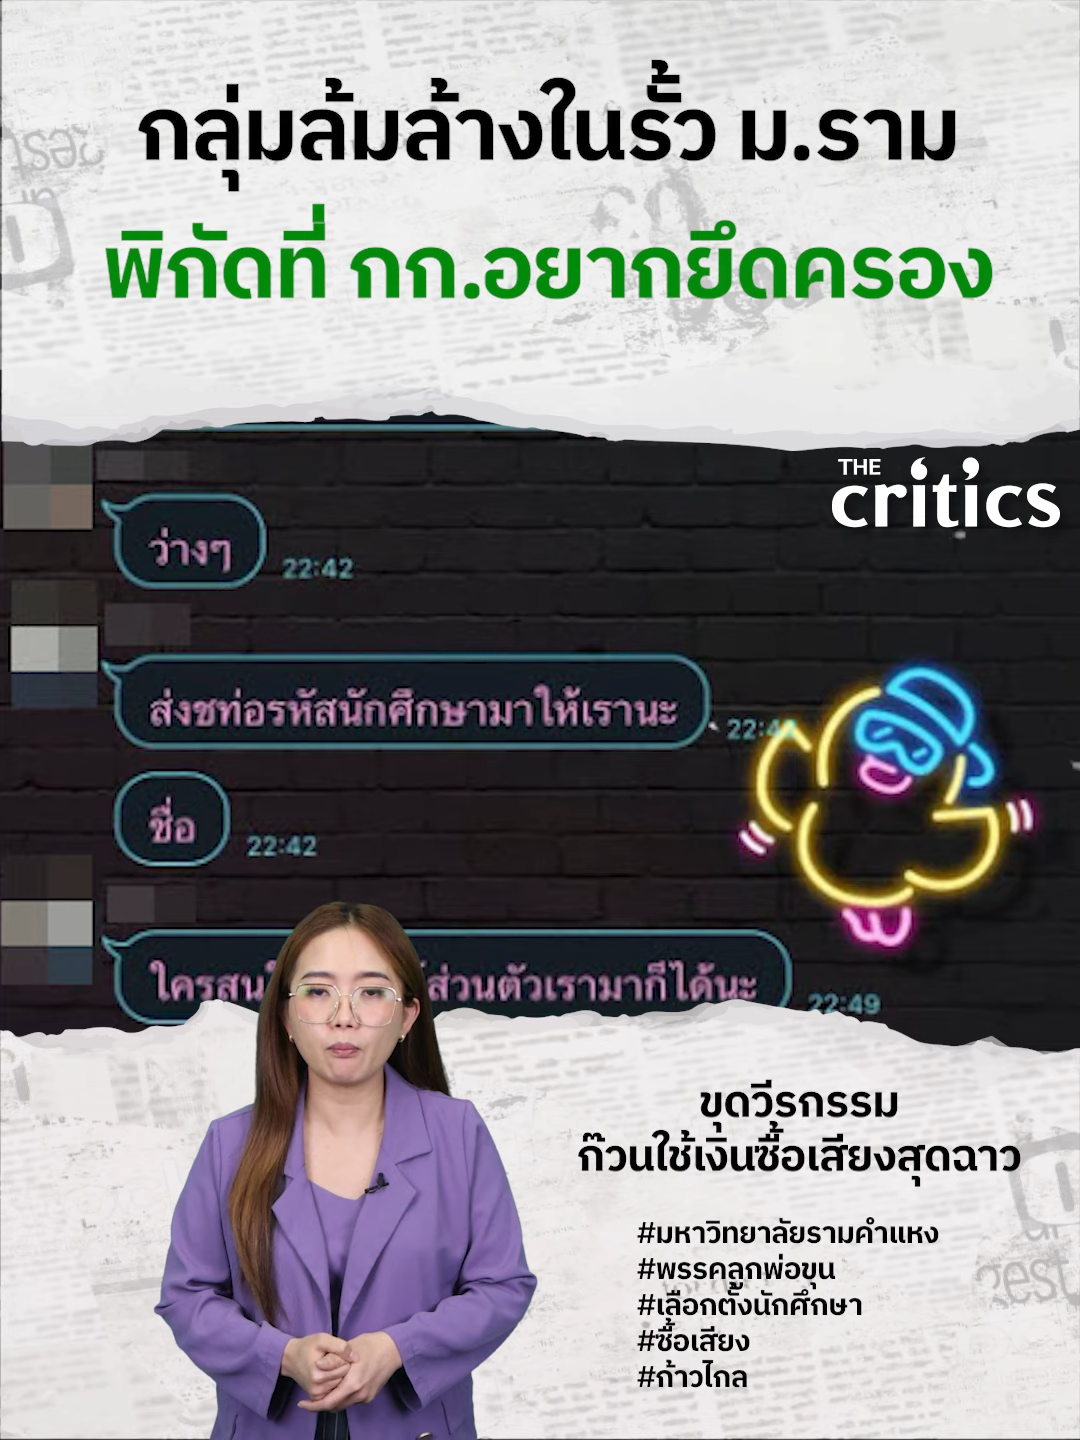 กลุ่มล้มล้างในรั้ว ม.ราม
พิกัดที่ กก.อยากยึดครอง
THE
critics
ว่างๆ
22:42
ส่งชท่อรหัสนักศึกษามาให้เรานะ
22:42
ชื่อ
22:42
ใครสน ส่วนตัวเรามาก็ได้นะ
22:49
ขุดวีรกรรม
ก๊วนใช้เงินซื้อเสียงสุดฉาว
#มหาวิทยาลัยรามคำแหง
#พรรคลูกพ่อขุน
#เลือกตั้งนักศึกษา
#ซื้อเสียง
#ก้าวไกล